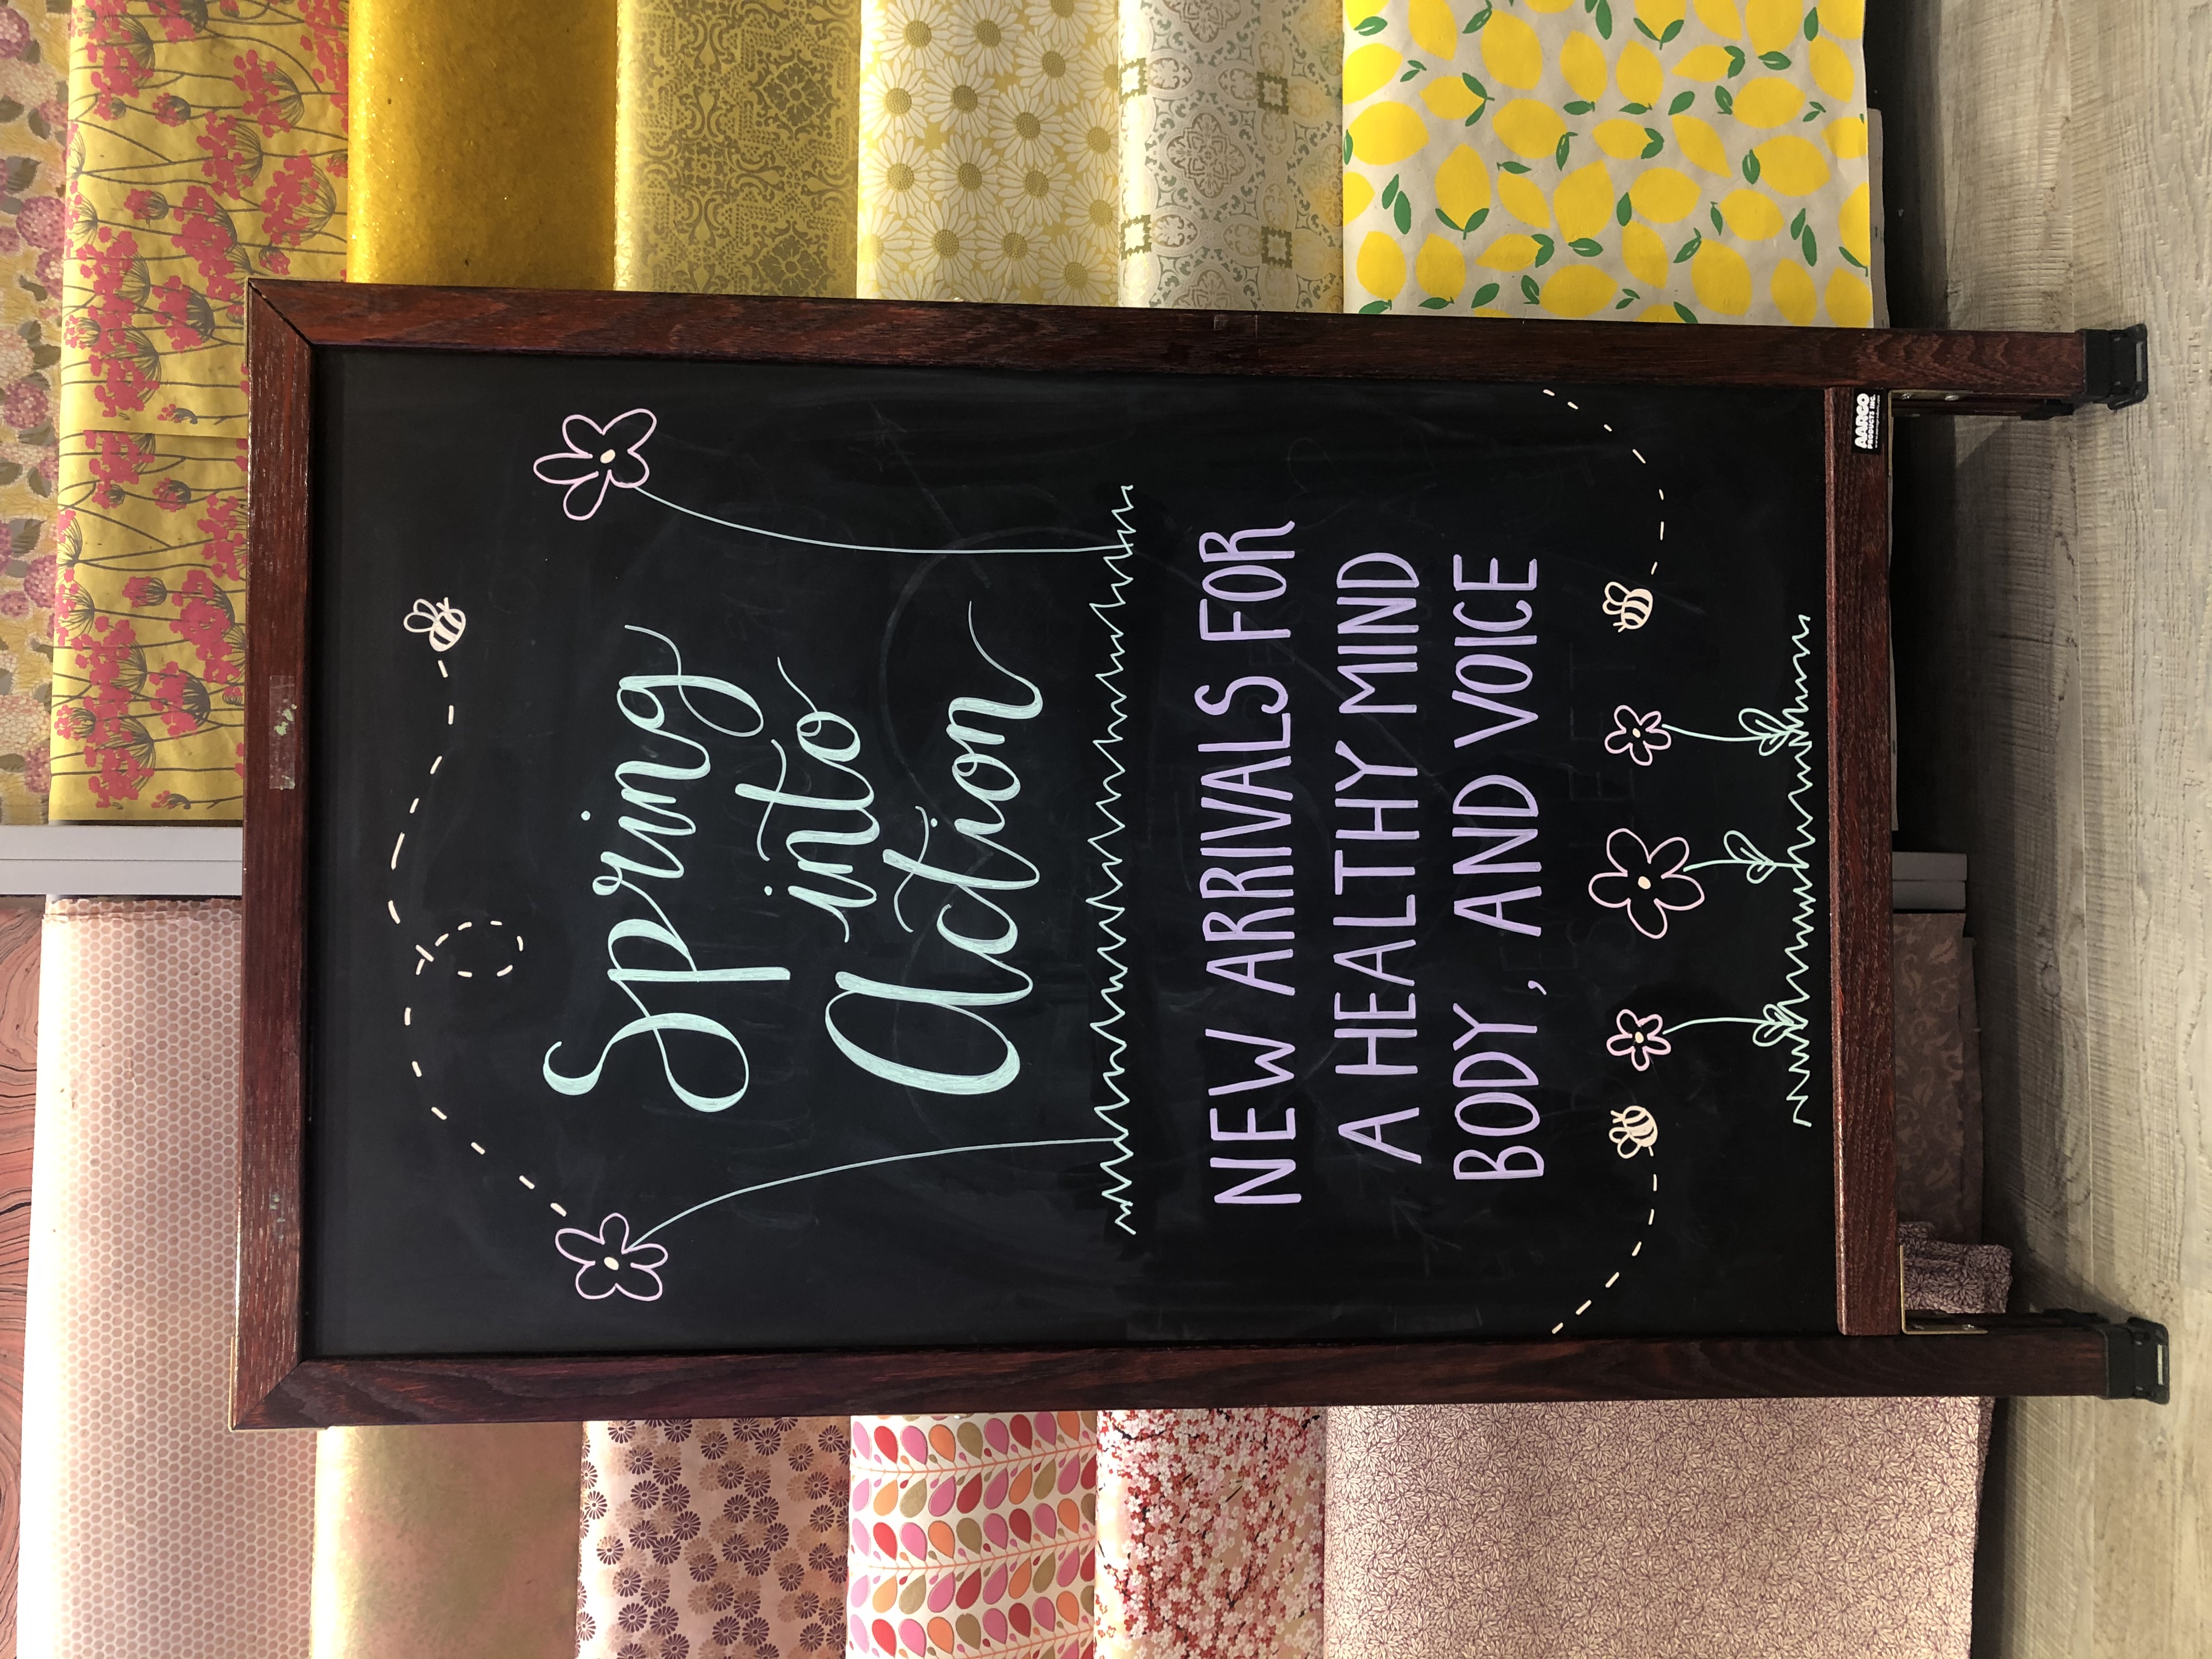 Spring
into
Action
NEW ARRIVALS FOR
A HEALTHY MIND
BODY, AND VOICE
AARCO
PRODUCTS INC.